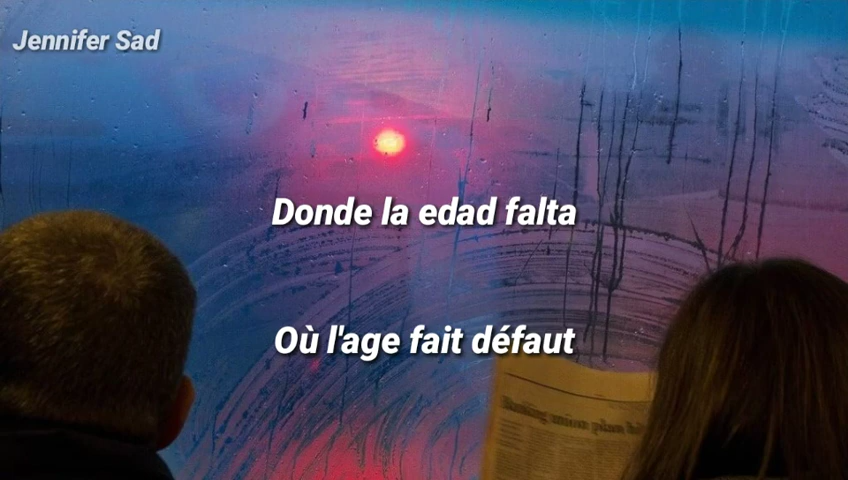 Jennifer Sad
Donde la edad falta
Où l'age fait défaut